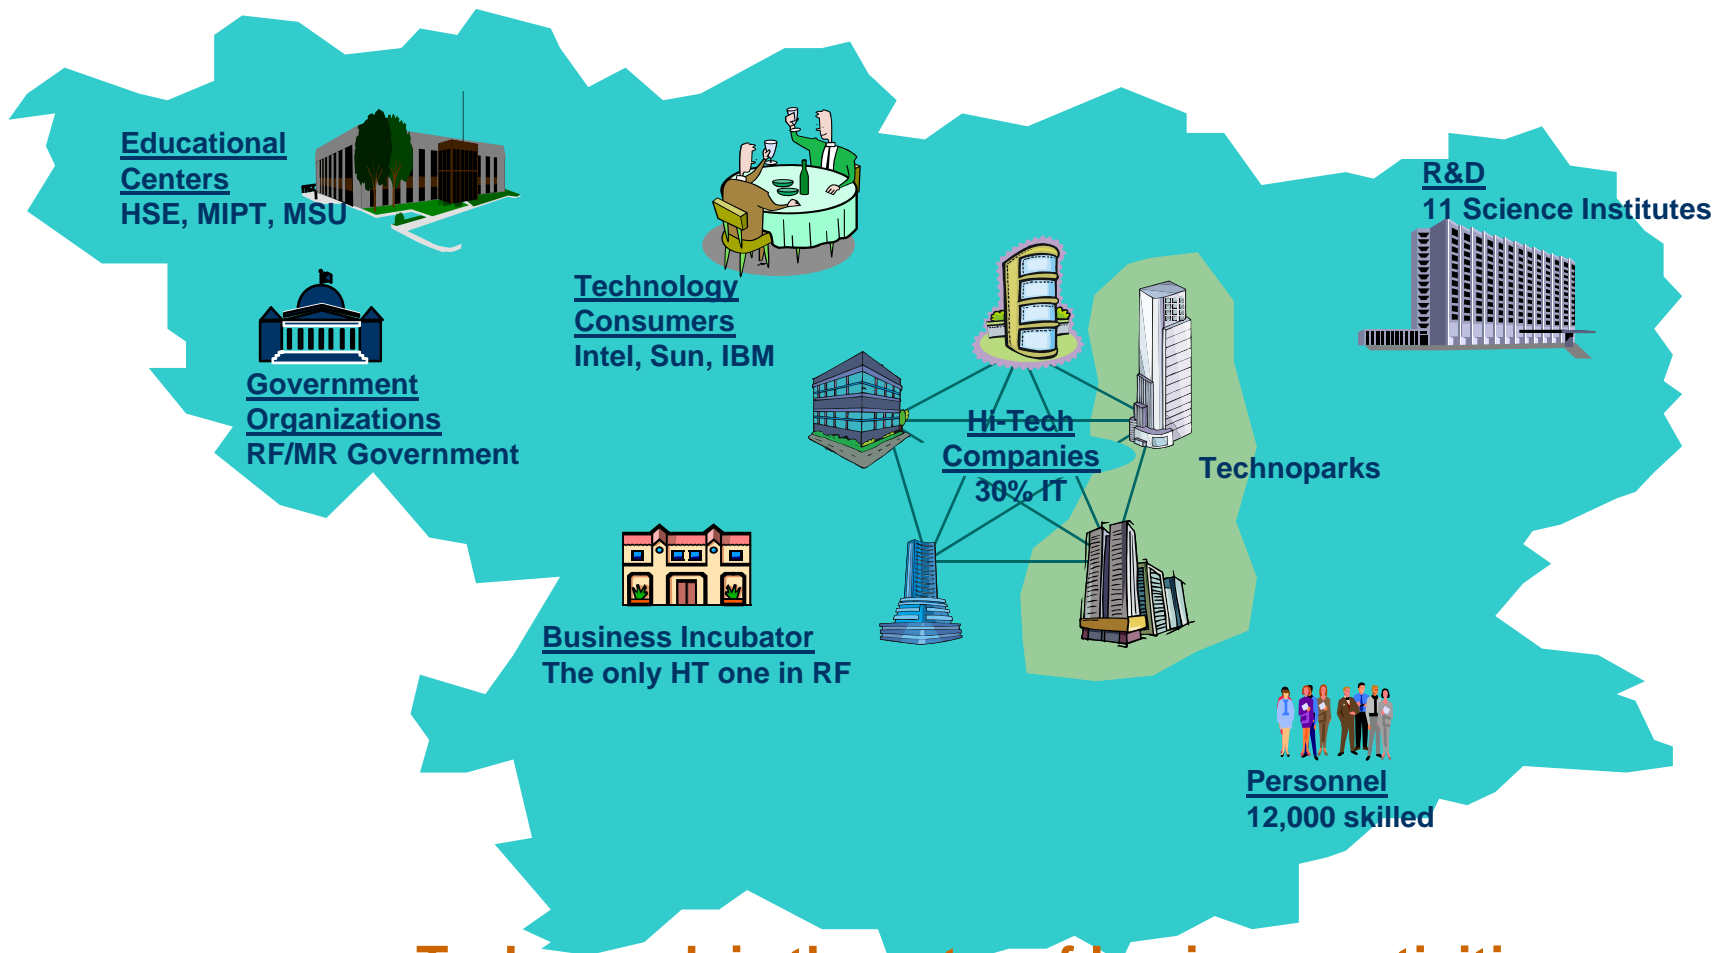 Educational
Centers
HSE, MIPT, MSU
R&D
11 Science Institutes
Technology
Consumers
Intel, Sun, IBM
Government
Organizations
RF/MR Government
Hi-Tech
Companies
30% IT
Technoparks
Business Incubator
The only HT one in RF
Personnel
12,000 skilled